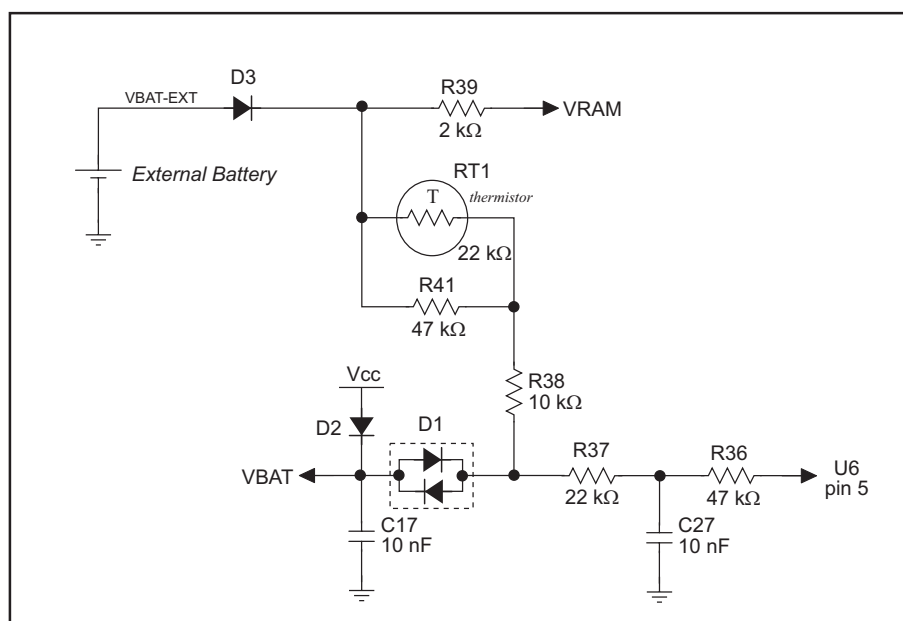 D3
VBAT-EXT
R39
2 kΩ
VRAM
External Battery
RT1
thermistor
T
22 kΩ
R41
47 kΩ
R38
10 kΩ
Vcc
D2
D1
VBAT
R37
22 kΩ
R36
47 kΩ
U6
pin 5
C17
10 nF
C27
10 nF